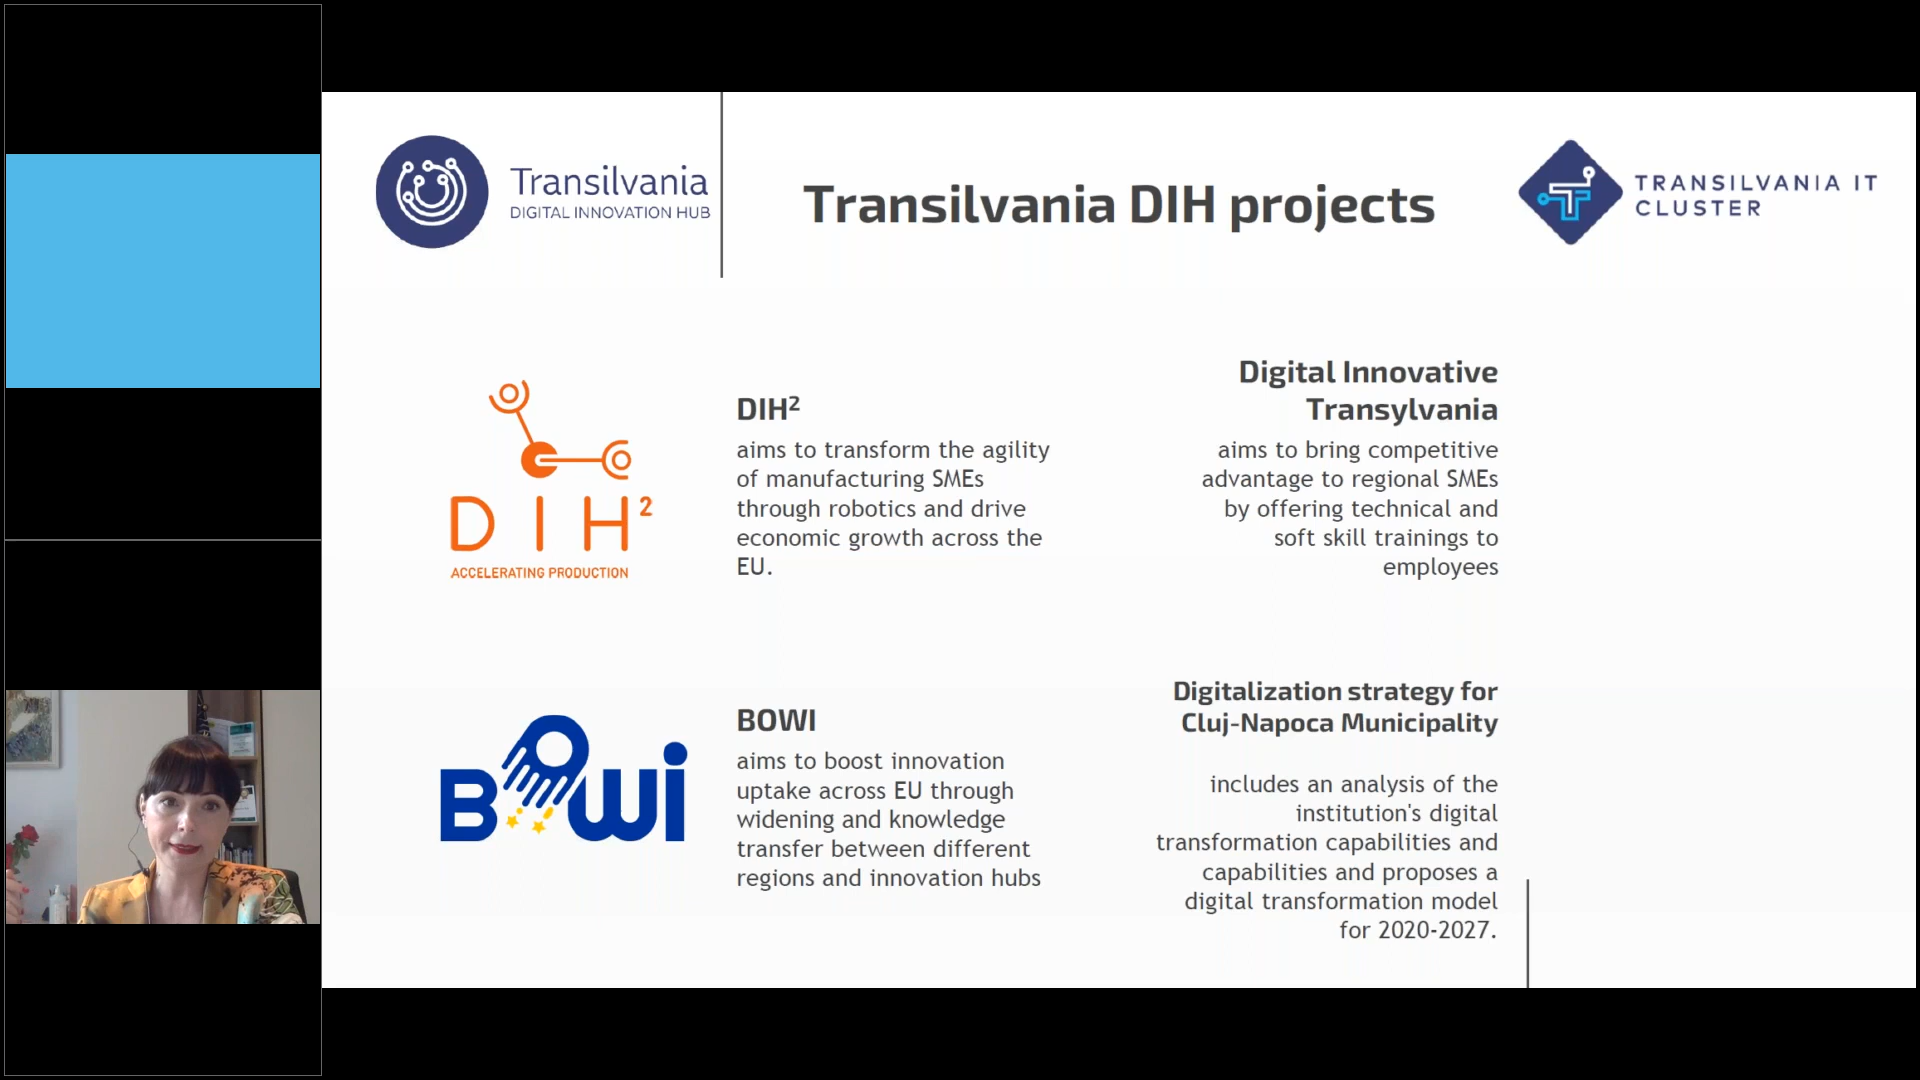 Transilvania
DIGITAL INNOVATION HUB
Transilvania DIH projects
TRANSILVANIA IT
CLUSTER
DIH²
ACCELERATING PRODUCTION
DIH²
aims to transform the agility
of manufacturing SMEs
through robotics and drive
economic growth across the
EU.
Digital Innovative
Transylvania
aims to bring competitive
advantage to regional SMEs
by offering technical and
soft skill trainings to
employees
BOWi
BOWI
aims to boost innovation
uptake across EU through
widening and knowledge
transfer between different
regions and innovation hubs
Digitalization strategy for
Cluj-Napoca Municipality
includes an analysis of the
institution's digital
transformation capabilities and
capabilities and proposes a
digital transformation model
for 2020-2027.